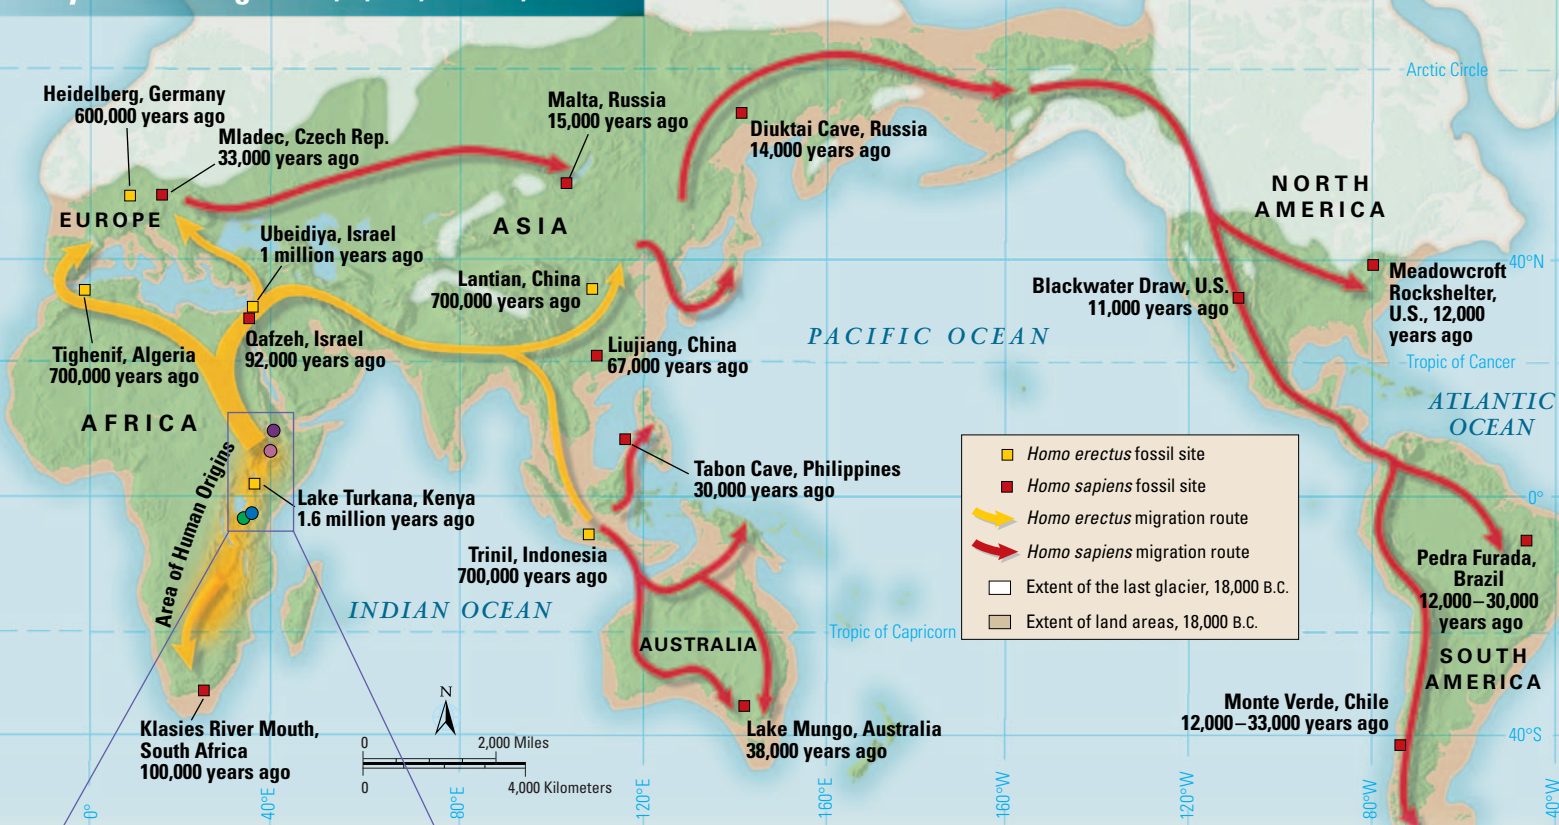 Arctic Circle
Heidelberg, Germany
600,000 years ago
Mladec, Czech Rep.
33,000 years ago
Malta, Russia
15,000 years ago
Diuktai Cave, Russia
14,000 years ago
NORTH
AMERICA
EUROPE
ASIA
Ubeidiya, Israel
1 million years ago
Lantian, China
700,000 years ago
40°N
Blackwater Draw, U.S.
11,000 years ago
Meadowcroft
Rockshelter,
U.S., 12,000
years ago
PACIFIC OCEAN
Qafzeh, Israel
92,000 years ago
Liujiang, China
67,000 years ago
Tighenif, Algeria
700,000 years ago
Tropic of Cancer
ATLANTIC
OCEAN
AFRICA
Area of Human Origins
Tabon Cave, Philippines
30,000 years ago
Lake Turkana, Kenya
1.6 million years ago
Homo erectus fossil site
Homo sapiens fossil site
Homo erectus migration route
Homo sapiens migration route
Extent of the last glacier, 18,000 B.C.
Extent of land areas, 18,000 B.C.
0°
Trinil, Indonesia
700,000 years ago
Pedra Furada,
Brazil
12,000–30,000
years ago
INDIAN OCEAN
Tropic of Capricorn
AUSTRALIA
SOUTH
AMERICA
Klasies River Mouth,
South Africa
100,000 years ago
N
0 2,000 Miles
0 4,000 Kilometers
Lake Mungo, Australia
38,000 years ago
Monte Verde, Chile
12,000–33,000 years ago
40°S
0°
40°E
80°E
120°E
160°E
160°W
120°W
80°W
40°W